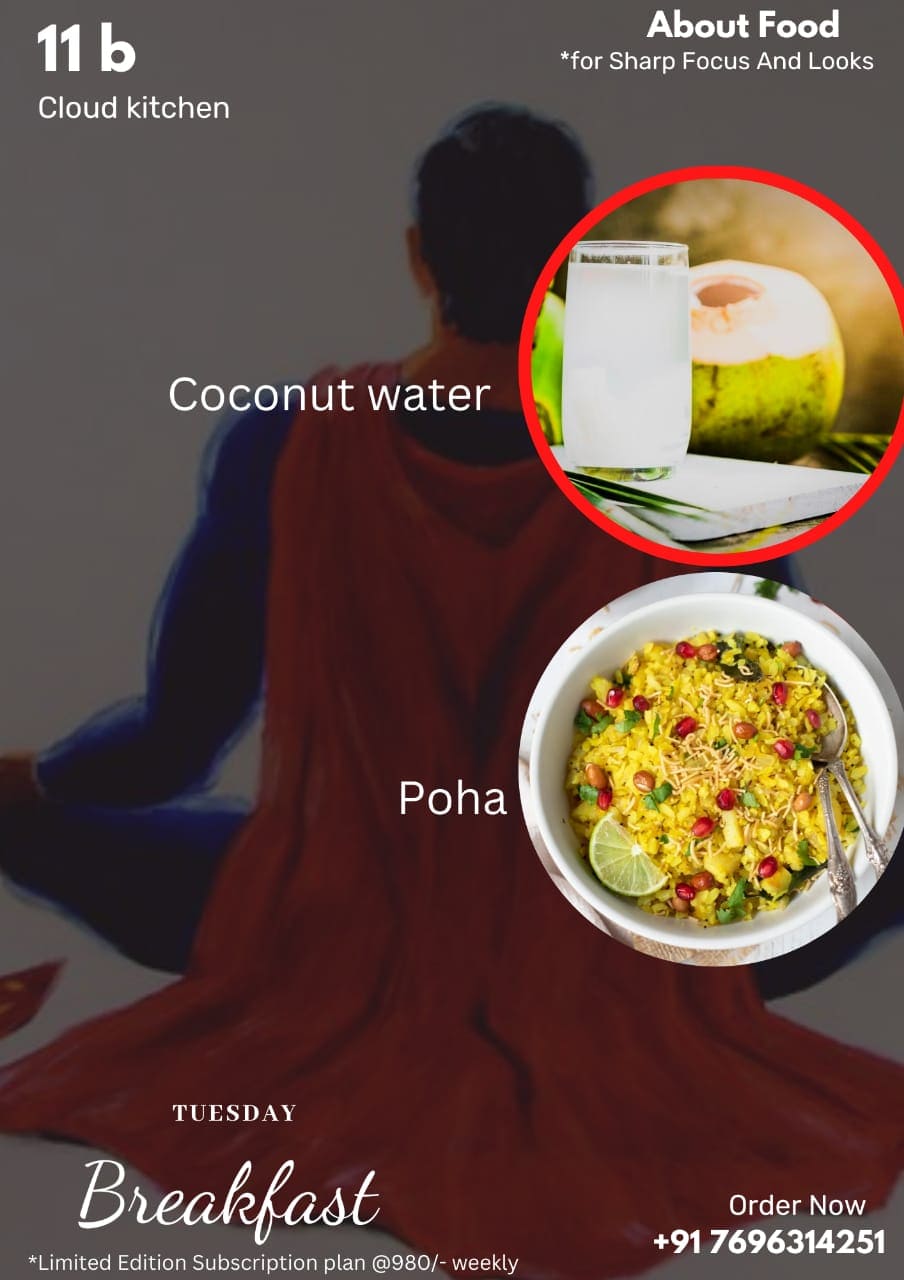 11 b
Cloud kitchen
About Food
*for Sharp Focus And Looks
Coconut water
Poha
TUESDAY
Breakfast
*Limited Edition Subscription plan @980/- weekly
Order Now
+91 7696314251